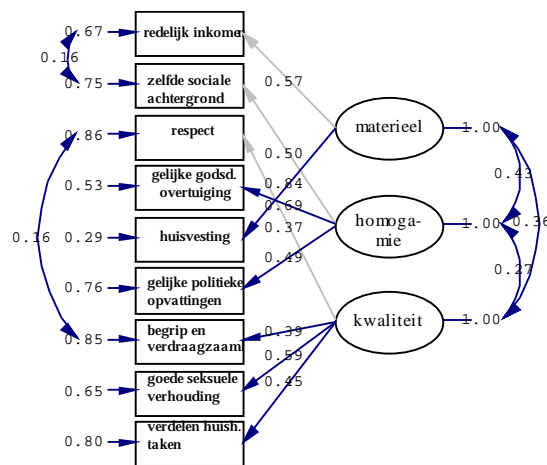 0.67
redelijk inkomen
0.16
0.75
zelfde sociale
achtergrond
0.57
materieel
1.00
0.86
respect
0.50
0.43
0.53
gelijke godsd.
overtuiging
0.84
0.69
0.37
homoga-
mie
1.00
0.36
0.16
0.29
huisvesting
0.49
0.27
0.76
gelijke politieke
opvattingen
kwaliteit
1.00
0.85
begrip en
verdraagzaam
0.39
0.59
0.45
0.65
goede seksuele
verhouding
0.80
verdelen huish.
taken